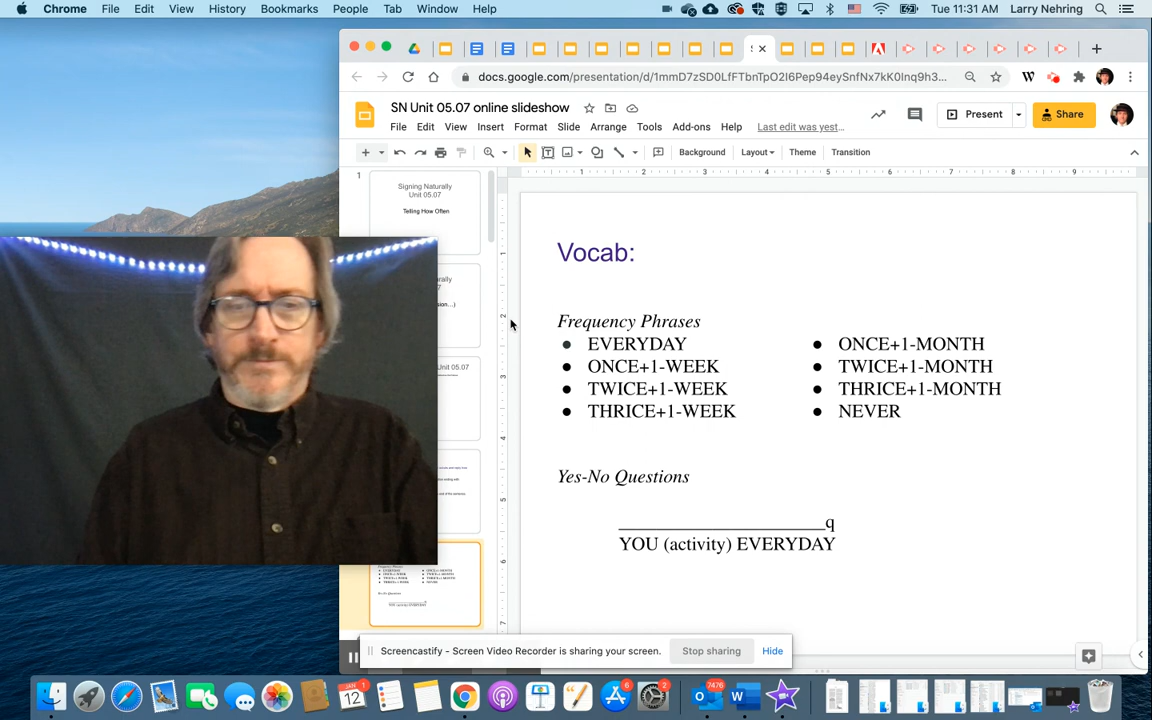 Chrome File Edit View History Bookmarks People Tab Window Help Tue 11:31 AM Larry Nehring
docs.google.com/presentation/d/1mmD7zSD0LfFTbnTpO2I6Pep94eySnfNx7kK0Inq9h3...
SN Unit 05.07 online slideshow
Present
Share
File Edit View Insert Format Slide Arrange Tools Add-ons Help Last edit was yest...
Background Layout Theme Transition
1
Signing Naturally
Unit 05.07
Telling How Often
Vocab:
Frequency Phrases
• EVERYDAY
• ONCE+1-WEEK
• TWICE+1-WEEK
• THRICE+1-WEEK
• ONCE+1-MONTH
• TWICE+1-MONTH
• THRICE+1-MONTH
• NEVER
Yes-No Questions
______________________q
YOU (activity) EVERYDAY
Screencastify - Screen Video Recorder is sharing your screen. Stop sharing Hide